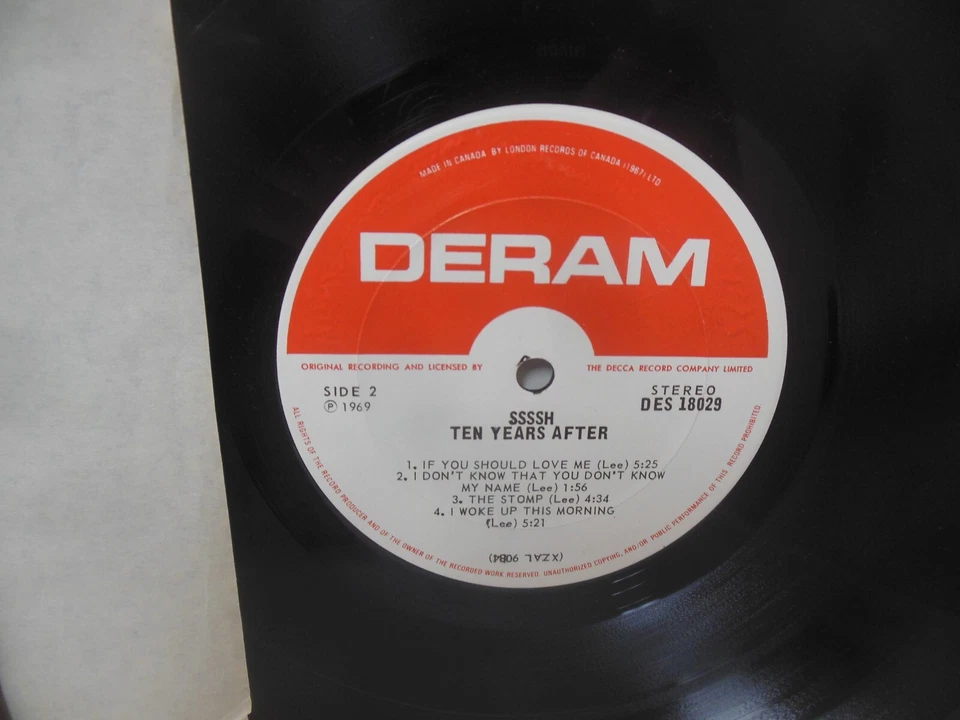 MADE IN CANADA BY LONDON RECORDS OF CANADA (1967) LTD
DERAM
ORIGINAL RECORDING AND LICENSED BY THE DECCA RECORD COMPANY LIMITED
SIDE 2
Ⓟ 1969
STEREO
DES 18029
SSSSH
TEN YEARS AFTER
1. IF YOU SHOULD LOVE ME (Lee) 5:25
2. I DON'T KNOW THAT YOU DON'T KNOW
MY NAME (Lee) 1:56
3. THE STOMP (Lee) 4:34
4. I WOKE UP THIS MORNING
(Lee) 5:21
(XZAL 9084)
ALL RIGHTS OF THE RECORD PRODUCER AND OF THE OWNER OF THE RECORDED WORK RESERVED. UNAUTHORIZED COPYING, AND/OR PUBLIC PERFORMANCE OF THIS RECORD PROHIBITED.